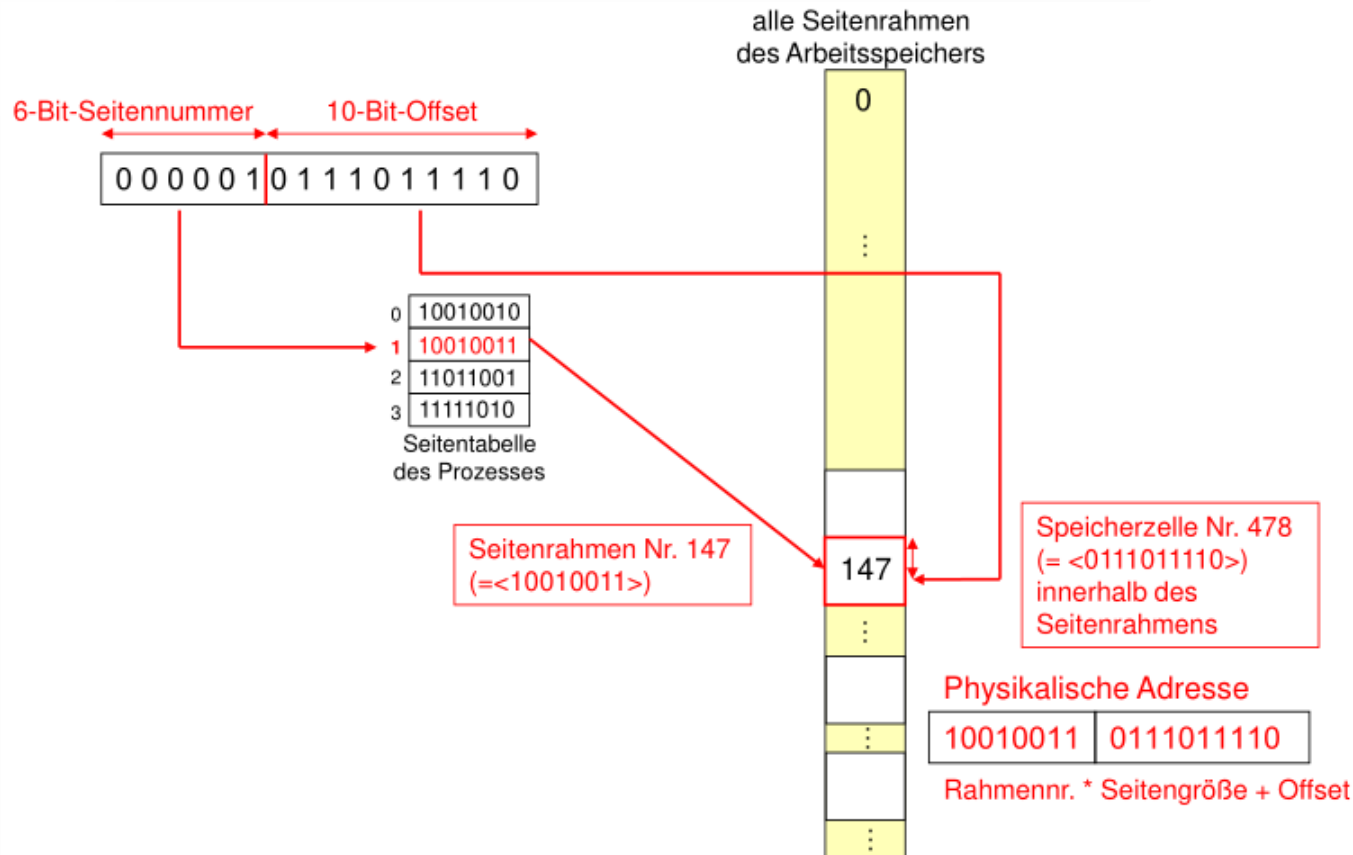 alle Seitenrahmen
des Arbeitsspeichers
0
⋮
6-Bit-Seitennummer 10-Bit-Offset
0 0 0 0 0 1 0 1 1 1 0 1 1 1 1 0
0 10010010
1 10010011
2 11011001
3 11111010
Seitentabelle
des Prozesses
Seitenrahmen Nr. 147
(=<10010011>)
147
⋮
⋮
⋮
Speicherzelle Nr. 478
(= <0111011110>)
innerhalb des
Seitenrahmens
Physikalische Adresse
10010011 0111011110
Rahmennr. * Seitengröße + Offset